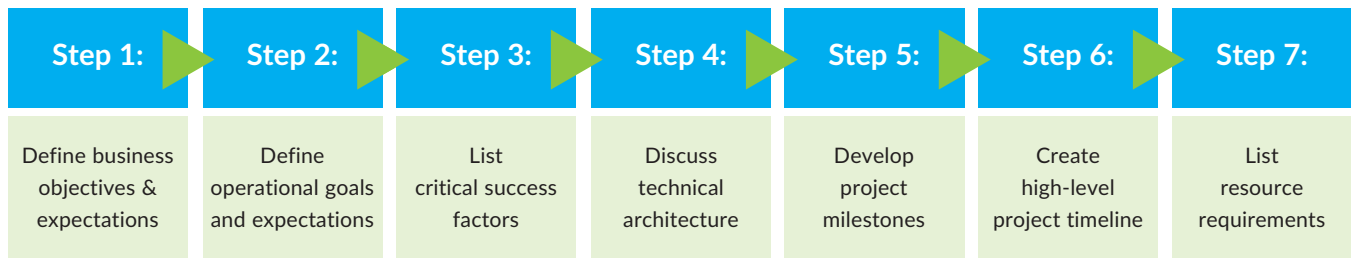 Step 1:
Define business
objectives &
expectations
Step 2:
Define
operational goals
and expectations
Step 3:
List
critical success
factors
Step 4:
Discuss
technical
architecture
Step 5:
Develop
project
milestones
Step 6:
Create
high-level
project timeline
Step 7:
List
resource
requirements